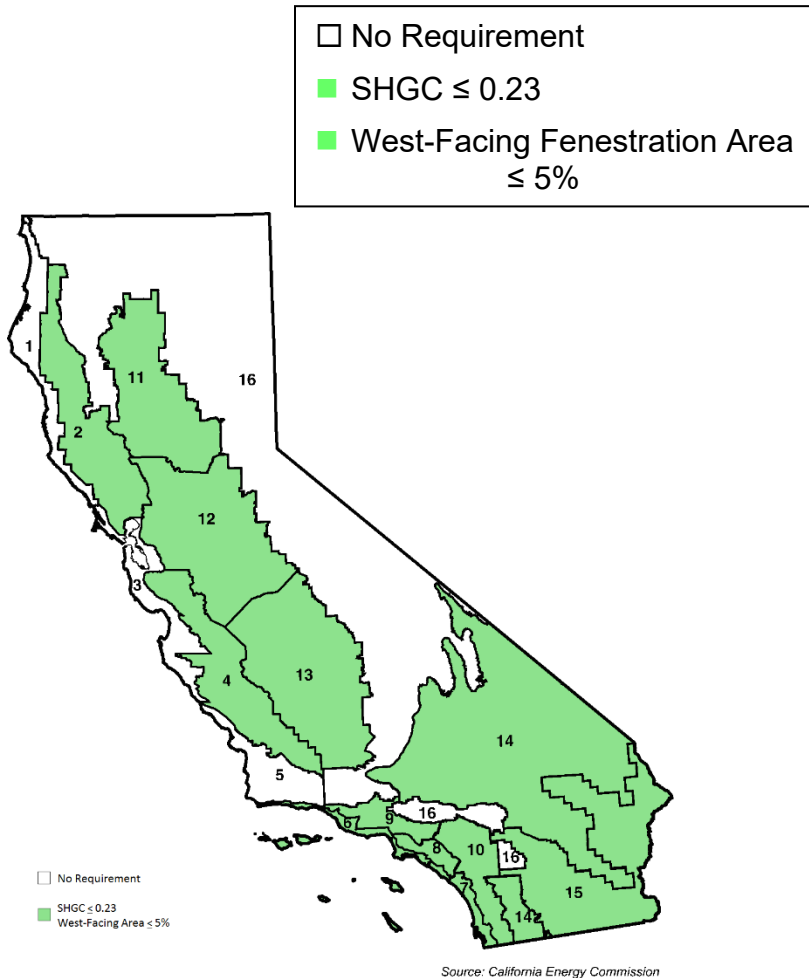 No Requirement
SHGC ≤ 0.23
West-Facing Fenestration Area
≤ 5%
1
11
16
2
12
3
13
4
14
5
16
6
9
8
10
16
7
15
14
No Requirement
SHGC ≤ 0.23
West-Facing Fenestration Area ≤ 5%
Source: California Energy Commission